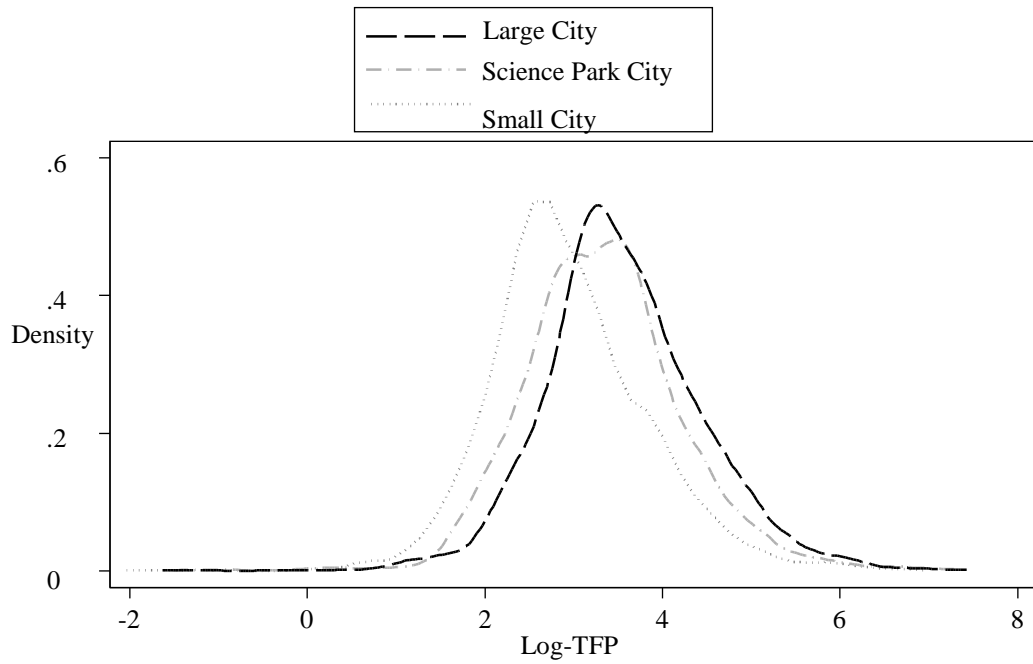 Large City
Science Park City
Small City
.6
.4
Density
.2
0
-2 0 2 4 6 8
Log-TFP